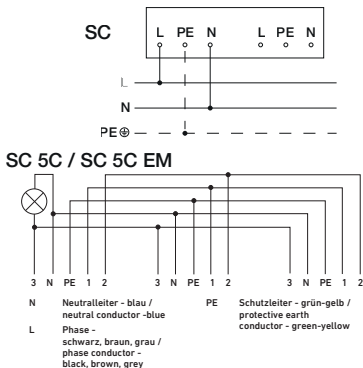 SC
L PE N L PE N
L
N
PE
SC 5C / SC 5C EM
3 N PE 1 2 3 N PE 1 2 3 N PE 1 2
N Neutralleiter - blau /
neutral conductor -blue
L Phase -
schwarz, braun, grau /
phase conductor -
black, brown, grey
PE Schutzleiter - grün-gelb /
protective earth
conductor - green-yellow